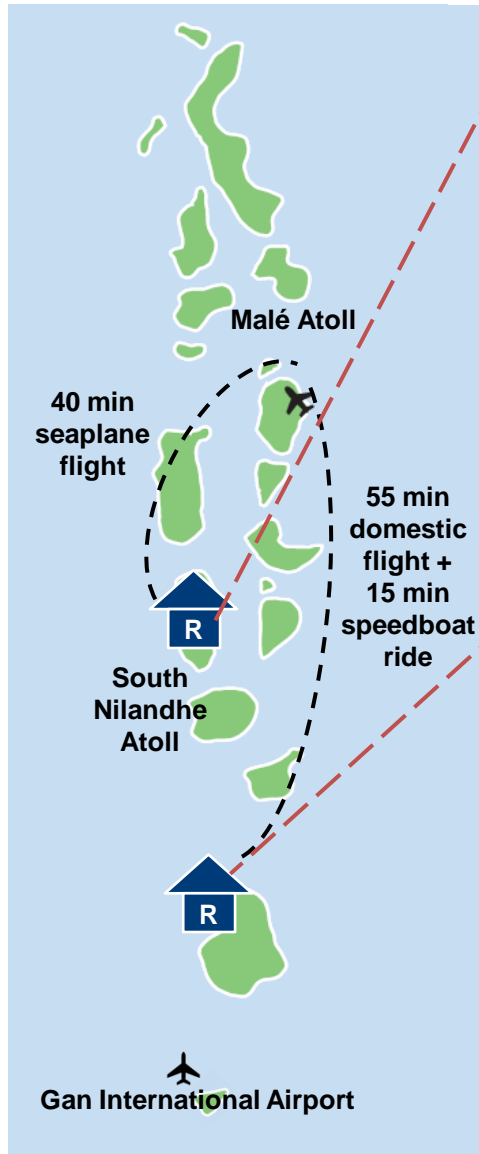 Malé Atoll
40 min
seaplane
flight
55 min
domestic
flight +
15 min
speedboat
ride
R
South
Nilandhe
Atoll
R
Gan International Airport